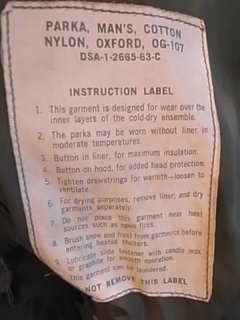 PARKA, MAN'S, COTTON
NYLON, OXFORD, OG-107
DSA-1-2665-63-C
INSTRUCTION LABEL
1. This garment is designed for wear over the
inner layers of the cold-dry ensemble.
2. The parka may be worn without liner in
moderate temperatures.
3. Button in liner, for maximum insulation.
4. Button on hood, for added head protection.
5. Tighten drawstrings for warmth—loosen to
ventilate.
6. For drying purposes, remove liner, and dry
garments separately.
7. Do not place this garment near heat
sources such as open fires.
8. Brush snow and frost from garments before
entering heated shelters.
9. Lubricate slide fastener with candle wax
or graphite for smooth operation.
This garment can be laundered.
NOT REMOVE THIS LABEL